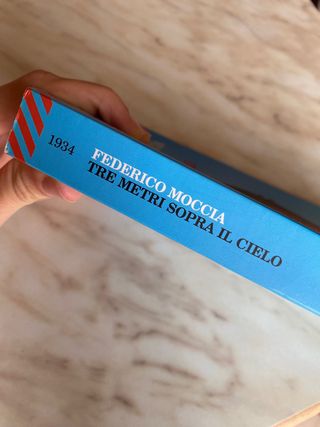 1934
FEDERICO MOCCIA
TRE METRI SOPRA IL CIELO